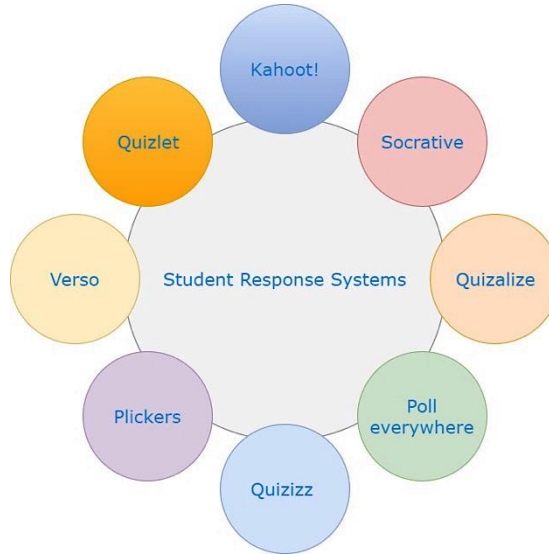 Kahoot!
Socrative
Quizalize
Poll
everywhere
Quizizz
Plickers
Verso
Quizlet
Student Response Systems